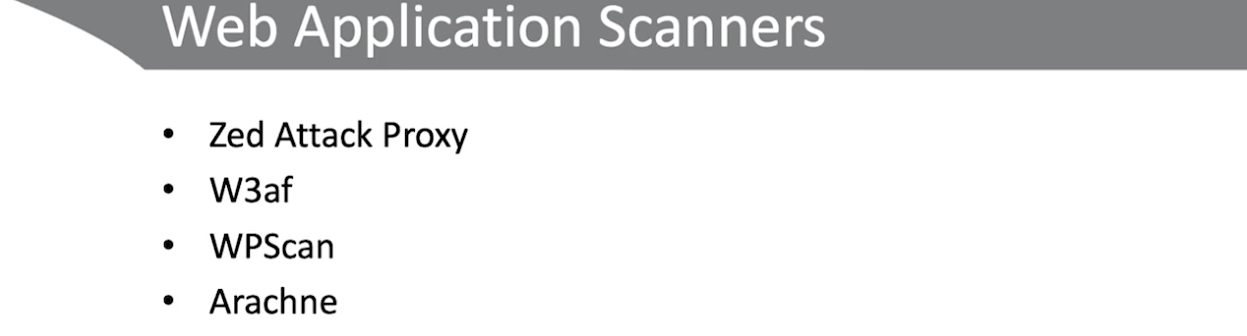 Web Application Scanners
• Zed Attack Proxy
• W3af
• WPScan
• Arachne